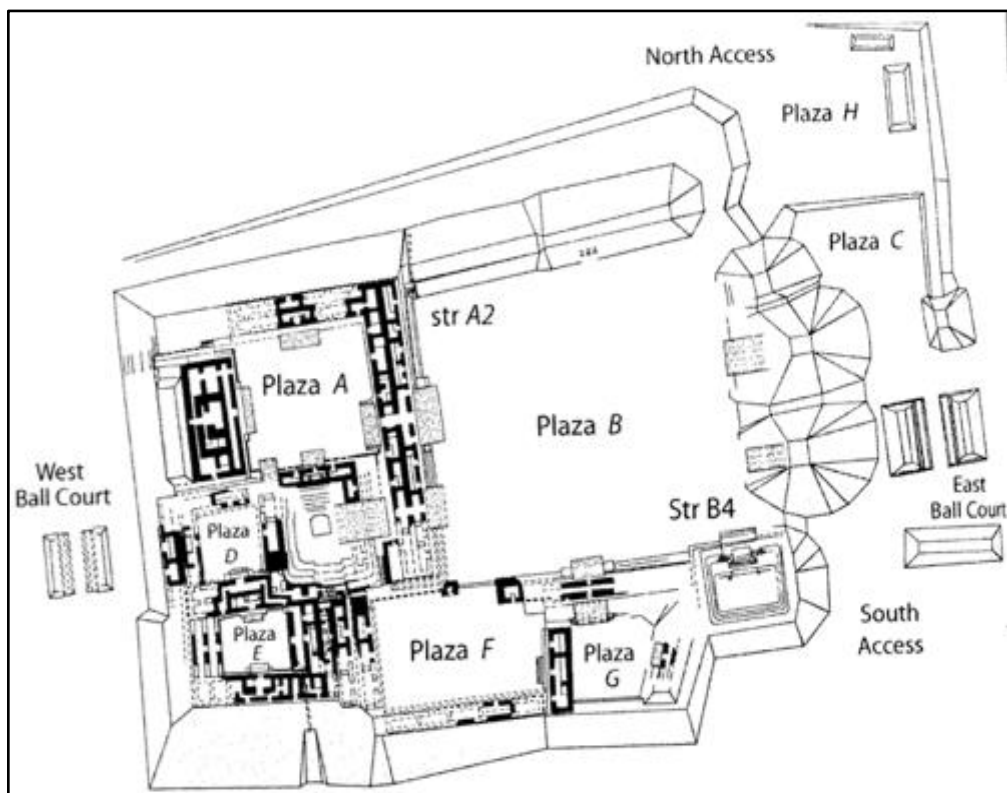 North Access
Plaza H
Plaza C
str A2
Plaza A
Plaza B
West
Ball Court
East
Ball Court
Str B4
Plaza
D
Plaza
E
Plaza F
Plaza
G
South
Access